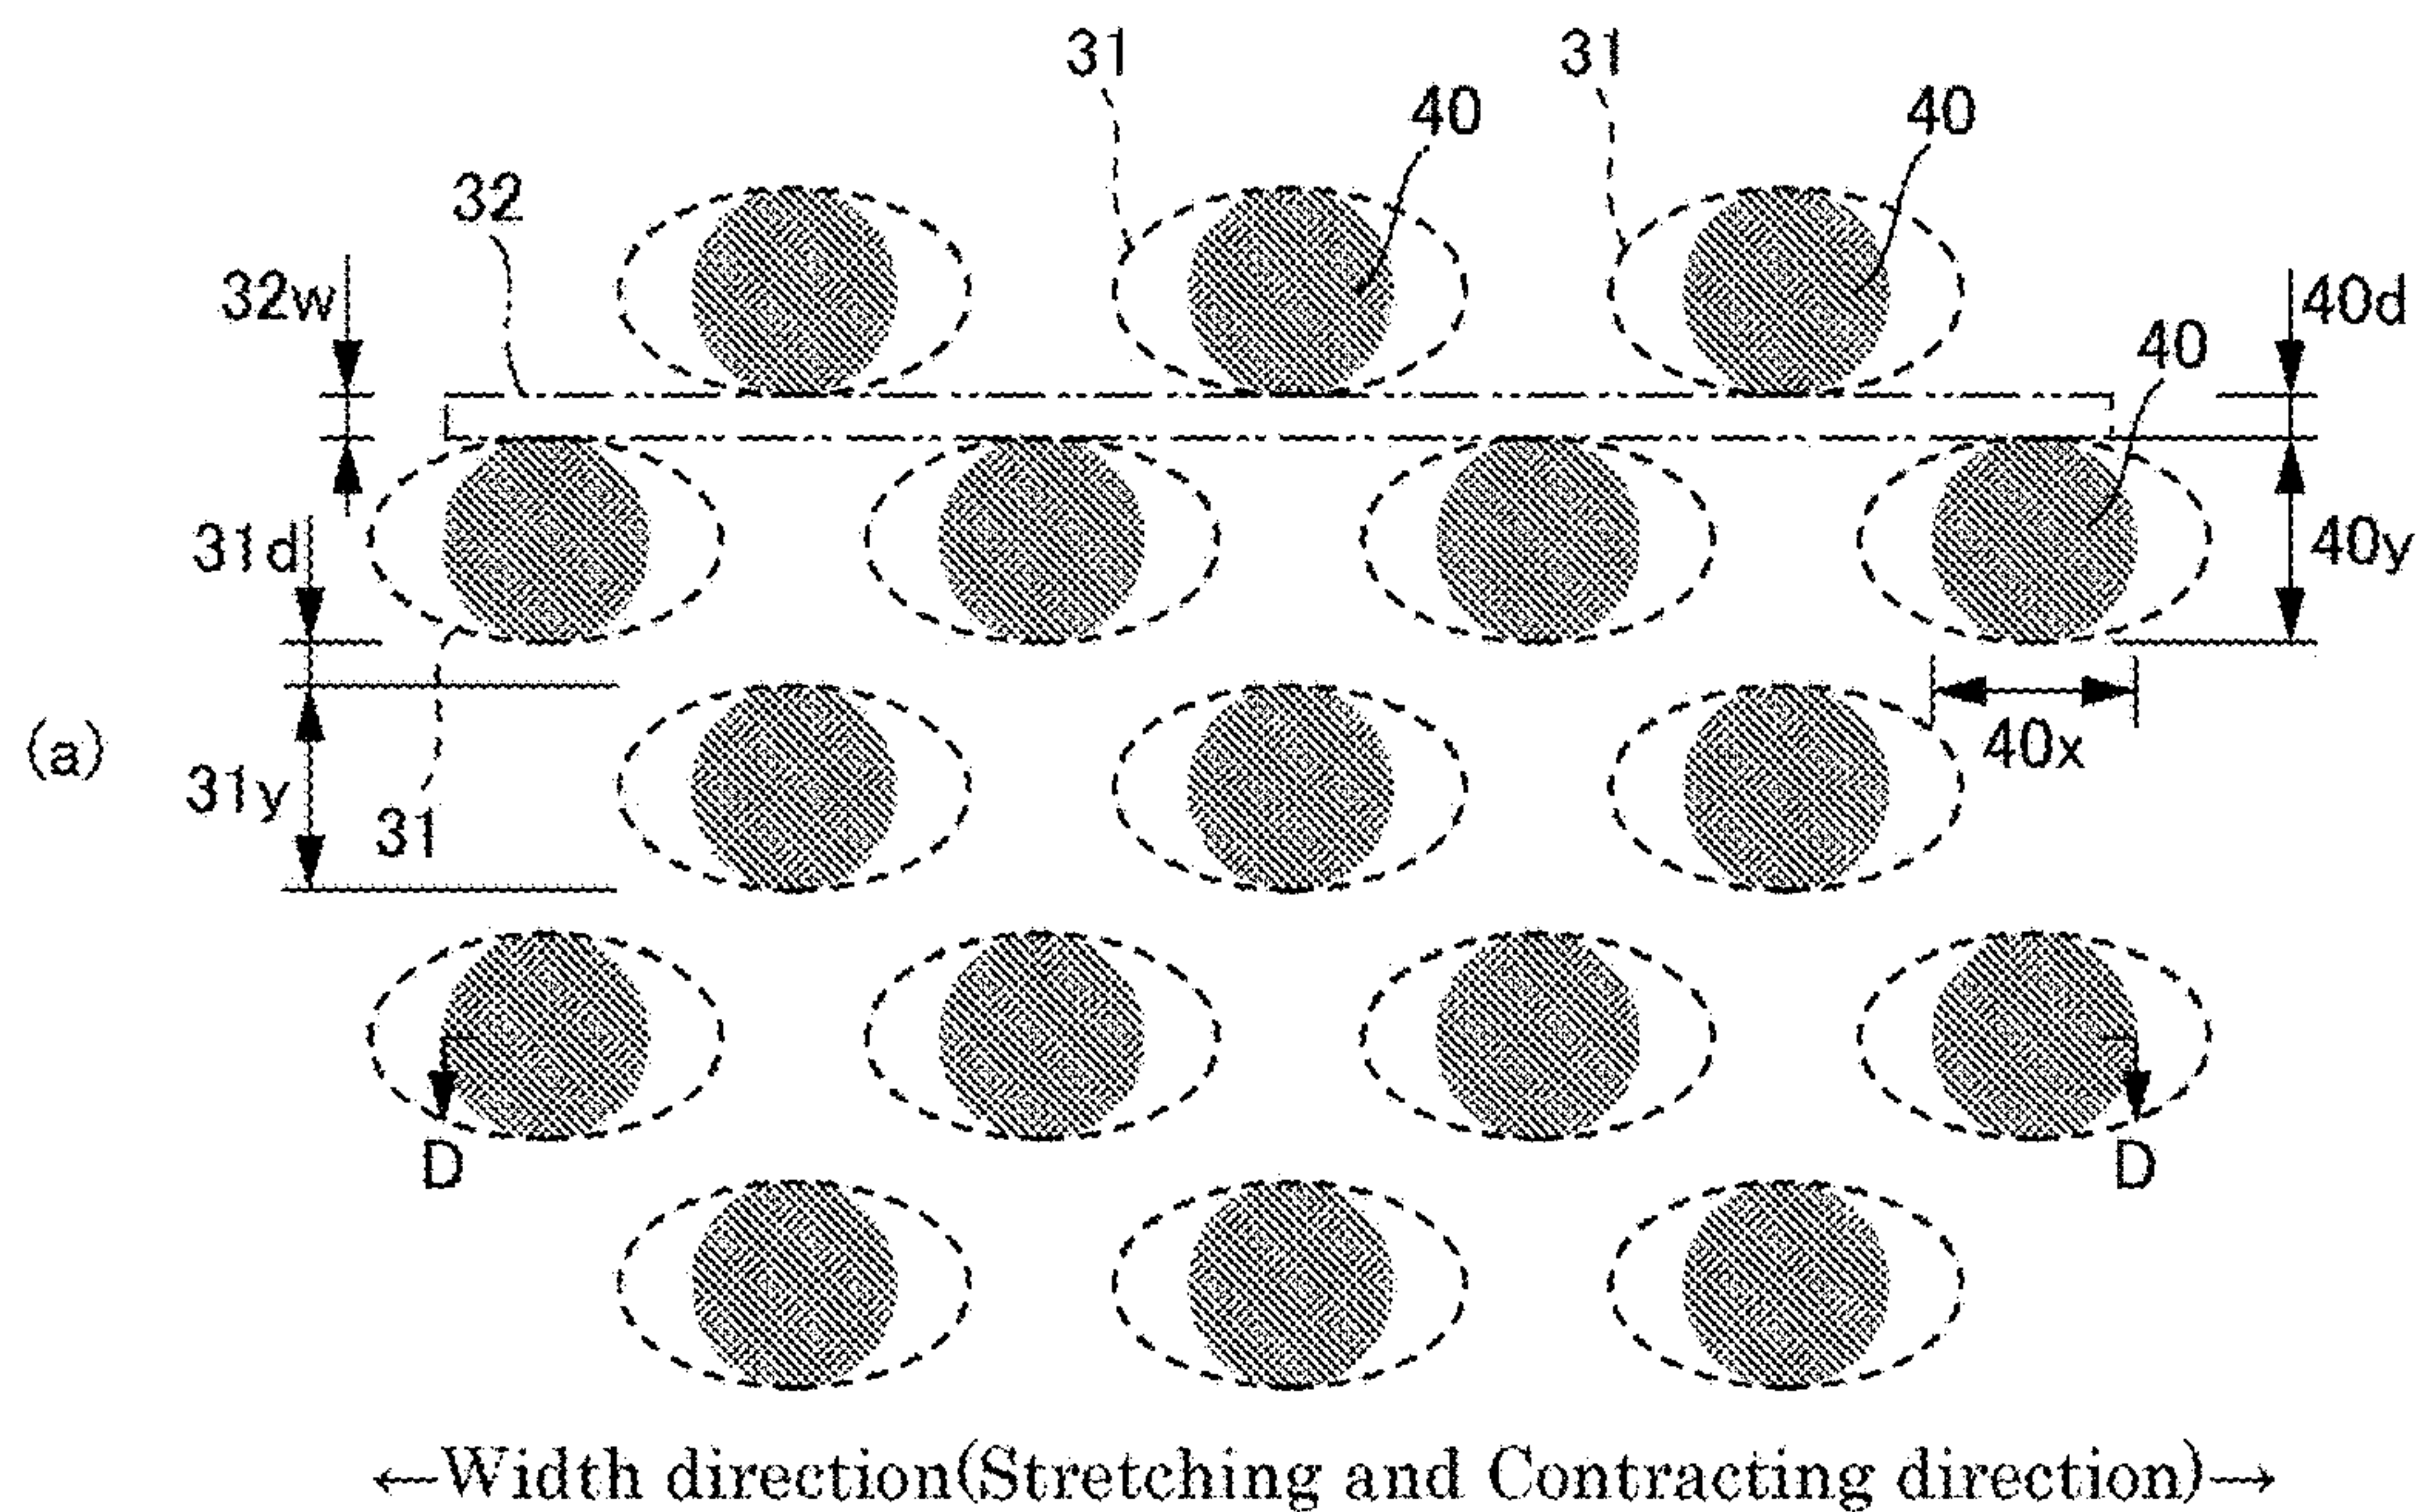 31
31
40
40
32
32w
40d
40
31d
40y
(a)
31y
31
40x
D
D
←Width direction(Stretching and Contracting direction)→